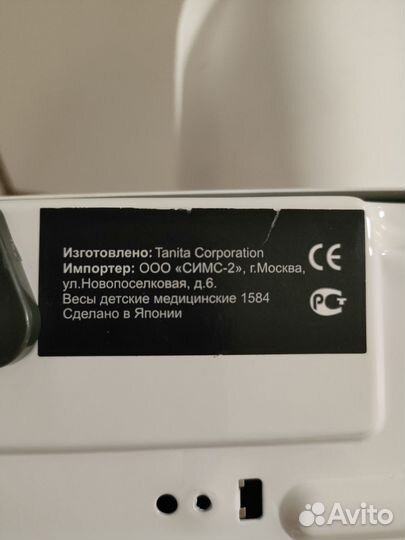 Изготовлено: Tanita Corporation
Импортер: ООО «СИМС-2», г.Москва,
ул.Новопоселковая, д.6.
Весы детские медицинские 1584
Сделано в Японии
CE
РСТ
Avito